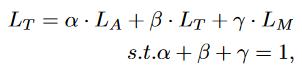 L_T = α · L_A + β · L_T + γ · L_M
s.t.α + β + γ = 1,